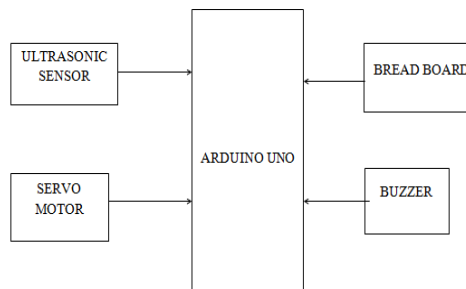 ULTRASONIC
SENSOR
BREAD BOARD
ARDUINO UNO
SERVO
MOTOR
BUZZER